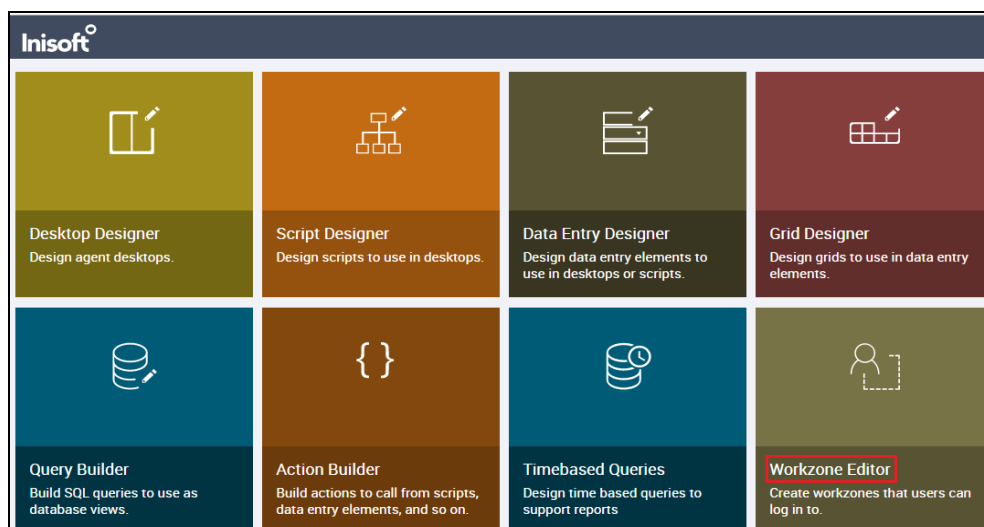 Inisoft
Desktop Designer
Design agent desktops.
Script Designer
Design scripts to use in desktops.
Data Entry Designer
Design data entry elements to
use in desktops or scripts.
Grid Designer
Design grids to use in data entry
elements.
{ }
Query Builder
Build SQL queries to use as
database views.
Action Builder
Build actions to call from scripts,
data entry elements, and so on.
Timebased Queries
Design time based queries to
support reports
Workzone Editor
Create workzones that users can
log in to.